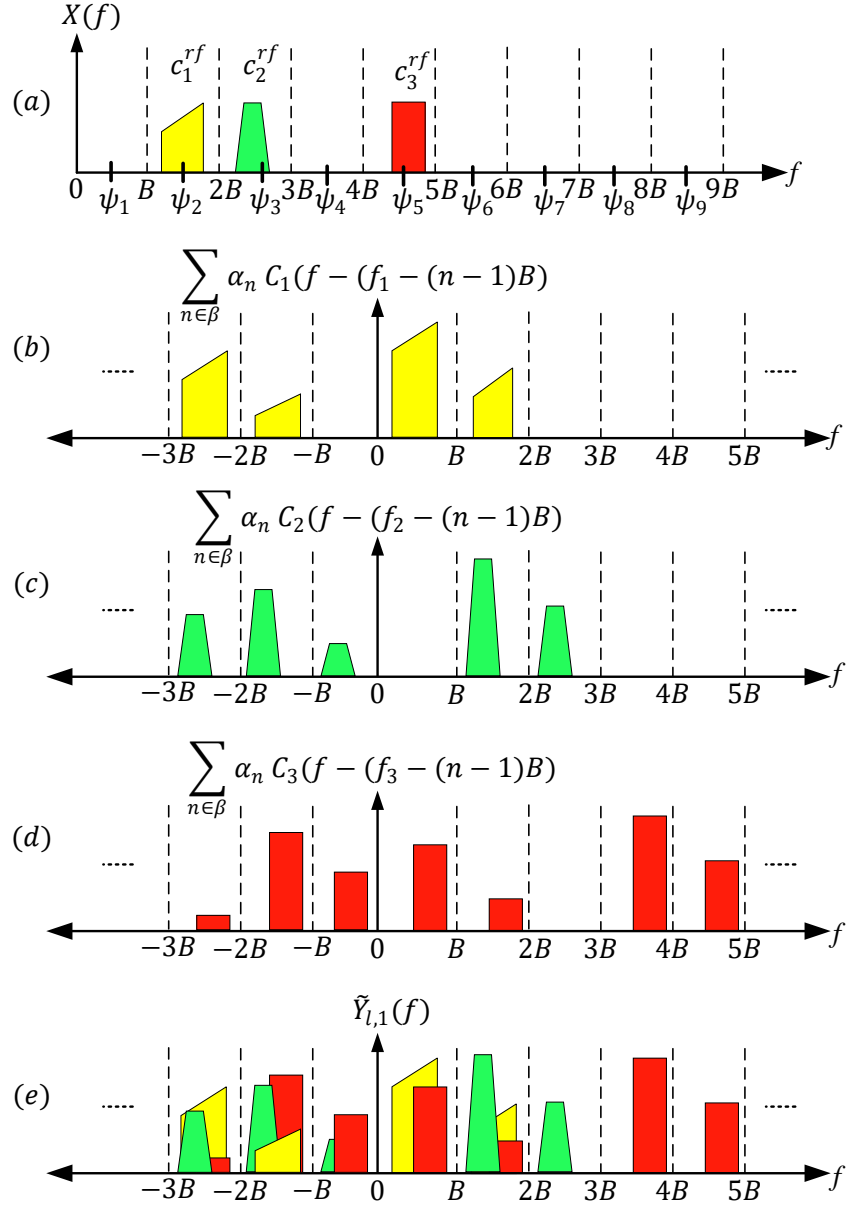 X(f)
c_1^{rf} c_2^{rf} c_3^{rf}
(a)
0 B 2B 3B 4B 5B 6B 7B 8B 9B f
ψ_1 ψ_2 ψ_3 ψ_4 ψ_5 ψ_6 ψ_7 ψ_8 ψ_9
∑_{n∈β} α_n C_1(f − (f_1 − (n − 1)B)
(b)
..... .....
−3B −2B −B 0 B 2B 3B 4B 5B f
∑_{n∈β} α_n C_2(f − (f_2 − (n − 1)B)
(c)
..... .....
−3B −2B −B 0 B 2B 3B 4B 5B f
∑_{n∈β} α_n C_3(f − (f_3 − (n − 1)B)
(d)
..... .....
−3B −2B −B 0 B 2B 3B 4B 5B f
Ỹ_{l,1}(f)
(e)
..... .....
−3B −2B −B 0 B 2B 3B 4B 5B f